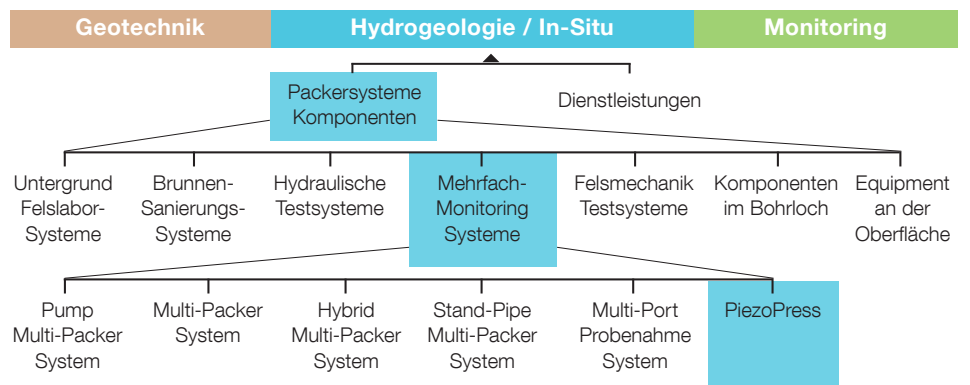 Geotechnik
Hydrogeologie / In-Situ
Monitoring
Packersysteme
Komponenten
Dienstleistungen
Untergrund
Felslabor-
Systeme
Brunnen-
Sanierungs-
Systeme
Hydraulische
Testsysteme
Mehrfach-
Monitoring
Systeme
Felsmechanik
Testsysteme
Komponenten
im Bohrloch
Equipment
an der
Oberfläche
Pump
Multi-Packer
System
Multi-Packer
System
Hybrid
Multi-Packer
System
Stand-Pipe
Multi-Packer
System
Multi-Port
Probenahme
System
PiezoPress